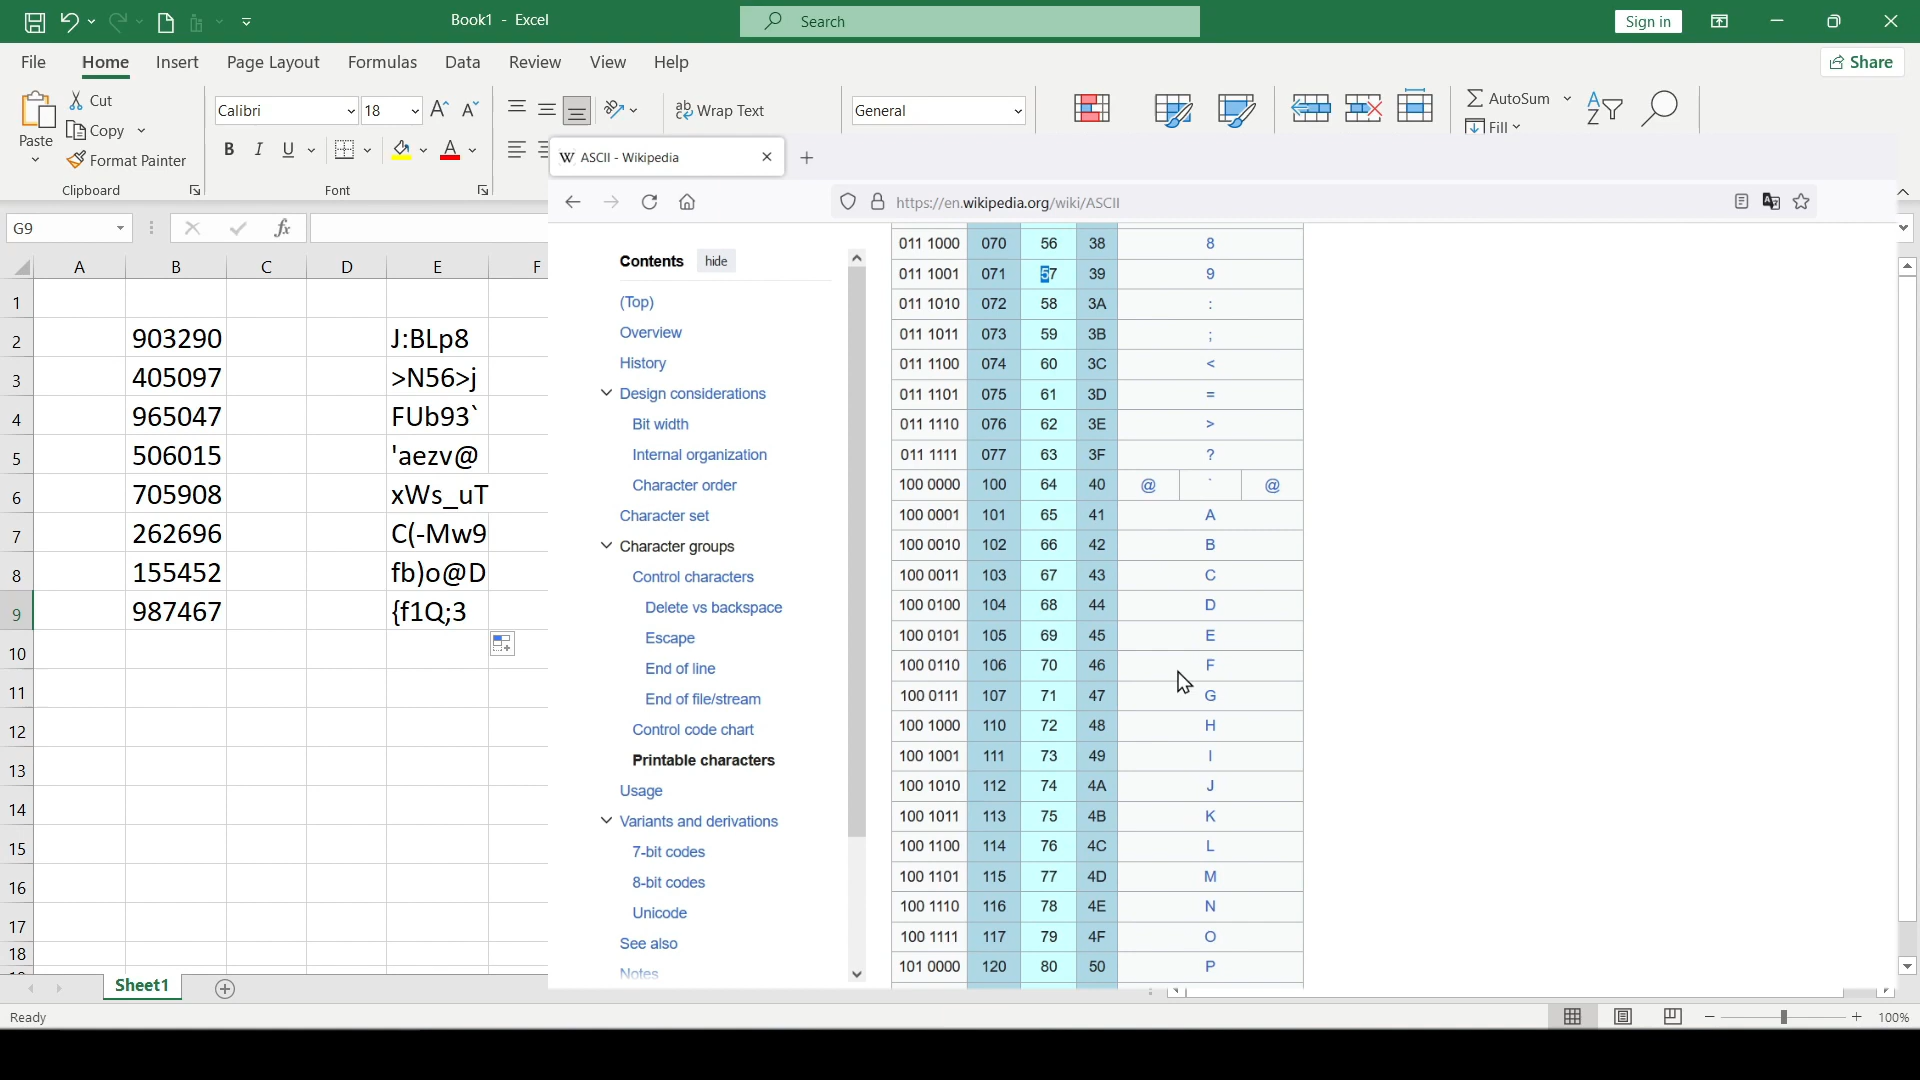 Book1 - Excel
Search
Sign in
File Home Insert Page Layout Formulas Data Review View Help
Share
Paste
Cut
Copy
Format Painter
Clipboard
Calibri 18
B I U
Font
ab Wrap Text
General
AutoSum
Fill
W ASCII - Wikipedia
https://en.wikipedia.org/wiki/ASCII
G9
fx
A B C D E F
1
2 903290 J:BLp8
3 405097 >N56>j
4 965047 FUb93`
5 506015 'aezv@
6 705908 xWs_uT
7 262696 C(-Mw9
8 155452 fb)o@D
9 987467 {f1Q;3
10
11
12
13
14
15
16
17
18
Contents hide
(Top)
Overview
History
Design considerations
Bit width
Internal organization
Character order
Character set
Character groups
Control characters
Delete vs backspace
Escape
End of line
End of file/stream
Control code chart
Printable characters
Usage
Variants and derivations
7-bit codes
8-bit codes
Unicode
See also
Notes
011 1000 070 56 38 8
011 1001 071 57 39 9
011 1010 072 58 3A :
011 1011 073 59 3B ;
011 1100 074 60 3C <
011 1101 075 61 3D =
011 1110 076 62 3E >
011 1111 077 63 3F ?
100 0000 100 64 40 @ ` @
100 0001 101 65 41 A
100 0010 102 66 42 B
100 0011 103 67 43 C
100 0100 104 68 44 D
100 0101 105 69 45 E
100 0110 106 70 46 F
100 0111 107 71 47 G
100 1000 110 72 48 H
100 1001 111 73 49 I
100 1010 112 74 4A J
100 1011 113 75 4B K
100 1100 114 76 4C L
100 1101 115 77 4D M
100 1110 116 78 4E N
100 1111 117 79 4F O
101 0000 120 80 50 P
Sheet1
Ready
100%